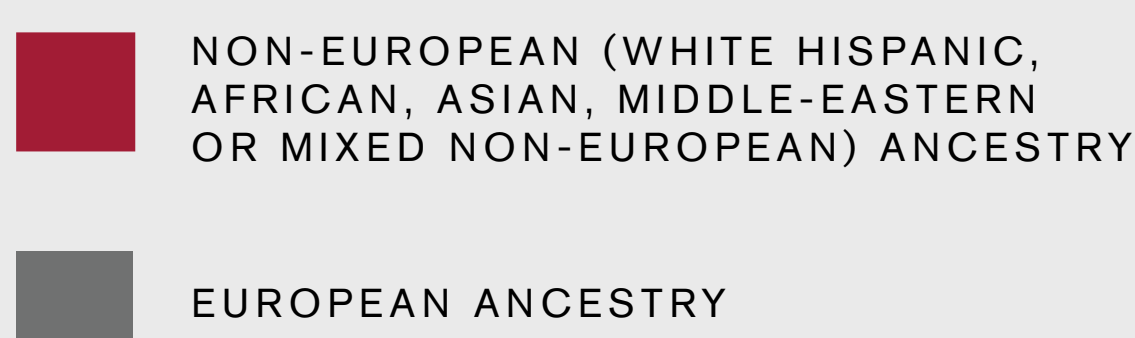 NON-EUROPEAN (WHITE HISPANIC,
AFRICAN, ASIAN, MIDDLE-EASTERN
OR MIXED NON-EUROPEAN) ANCESTRY
EUROPEAN ANCESTRY